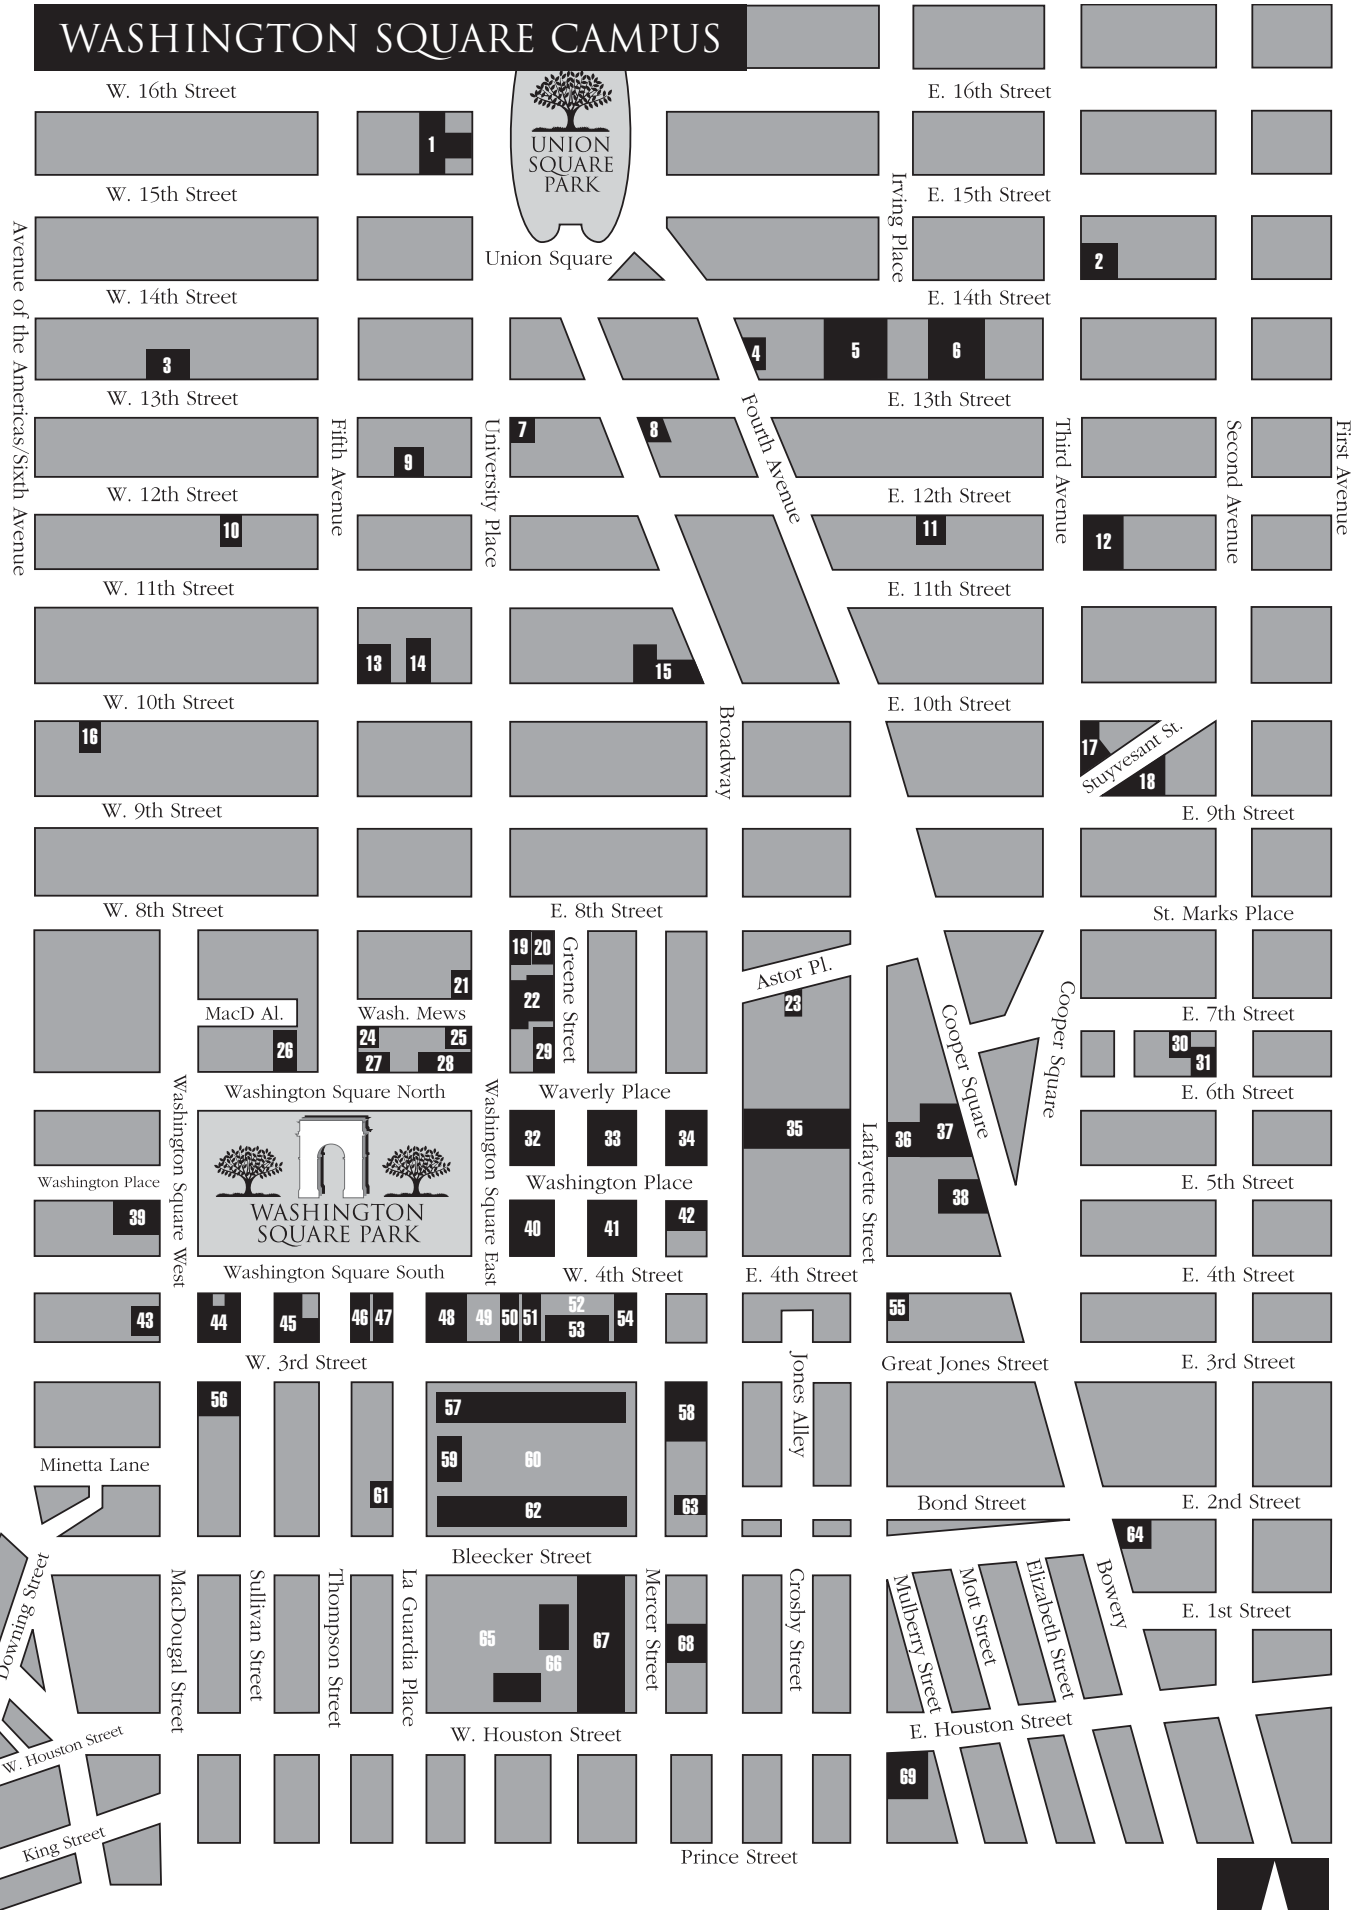 WASHINGTON SQUARE CAMPUS
W. 16th Street
E. 16th Street
UNION
SQUARE
PARK
1
W. 15th Street
E. 15th Street
Irving Place
Avenue of the Americas/Sixth Avenue
Union Square
2
W. 14th Street
E. 14th Street
3
4
5
6
W. 13th Street
E. 13th Street
Fifth Avenue
University Place
Fourth Avenue
Third Avenue
Second Avenue
First Avenue
7
8
9
W. 12th Street
E. 12th Street
10
11
12
W. 11th Street
E. 11th Street
13
14
15
W. 10th Street
E. 10th Street
Broadway
16
17
Stuyvesant St.
18
W. 9th Street
E. 9th Street
W. 8th Street
E. 8th Street
St. Marks Place
19
20
Greene Street
Astor Pl.
21
22
23
MacD Al.
Wash. Mews
E. 7th Street
Cooper Square
Cooper Square
24
25
26
27
28
29
30
31
Washington Square North
Waverly Place
E. 6th Street
Washington Square West
Washington Square East
32
33
34
35
Lafayette Street
36
37
Washington Place
Washington Place
E. 5th Street
WASHINGTON
SQUARE PARK
38
39
40
41
42
Washington Square South
W. 4th Street
E. 4th Street
E. 4th Street
43
44
45
46
47
48
49
50
51
52
53
54
55
W. 3rd Street
Great Jones Street
E. 3rd Street
Jones Alley
56
57
58
Minetta Lane
59
60
61
62
63
Bond Street
E. 2nd Street
64
Bleecker Street
Downing Street
MacDougal Street
Sullivan Street
Thompson Street
La Guardia Place
Mercer Street
Crosby Street
Mulberry Street
Mott Street
Elizabeth Street
Bowery
E. 1st Street
65
66
67
68
W. Houston Street
W. Houston Street
E. Houston Street
69
King Street
Prince Street